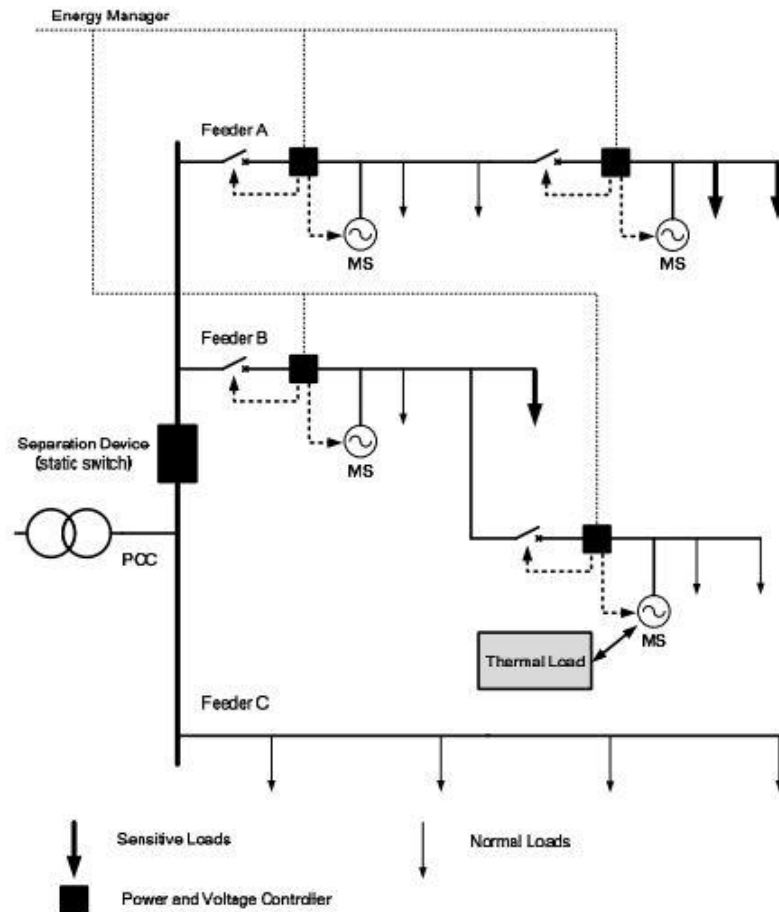 Energy Manager
Feeder A
MS
MS
Feeder B
MS
Separation Device
(static switch)
PCC
MS
Thermal Load
Feeder C
Sensitive Loads
Normal Loads
Power and Voltage Controller